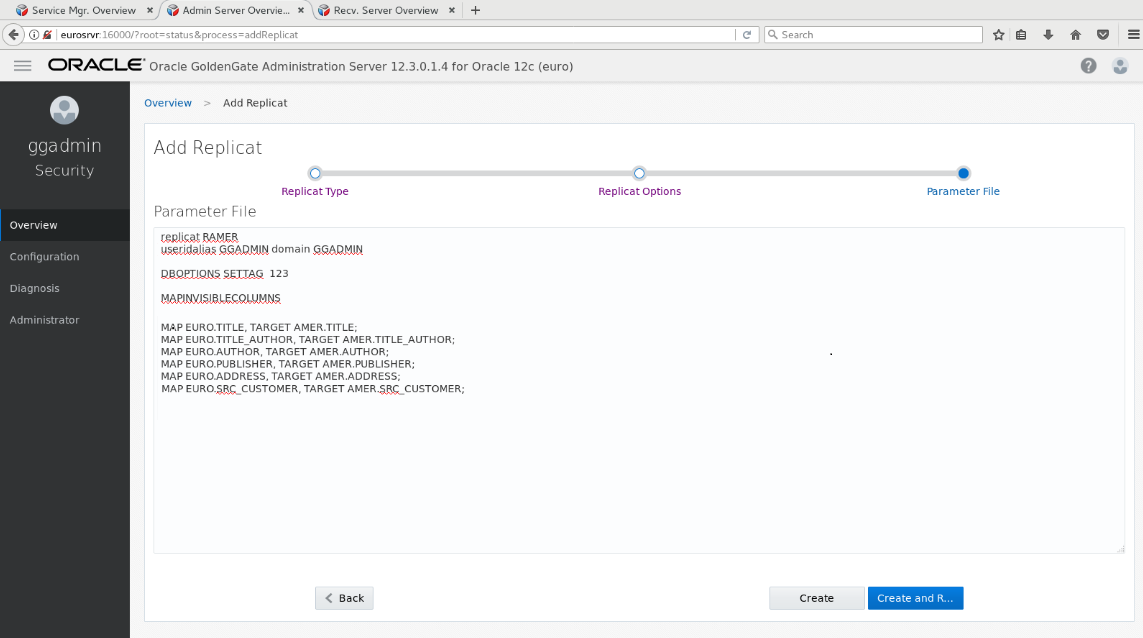 Service Mgr. Overview
Admin Server Overvie...
Recv. Server Overview
eurosrvr:16000/?root=status&process=addReplicat
Search
ORACLE Oracle GoldenGate Administration Server 12.3.0.1.4 for Oracle 12c (euro)
ggadmin
Security
Overview
Configuration
Diagnosis
Administrator
Overview > Add Replicat
Add Replicat
Replicat Type
Replicat Options
Parameter File
Parameter File
replicat RAMER
useridalias GGADMIN domain GGADMIN
DBOPTIONS SETTAG  123
MAPINVISIBLECOLUMNS
MAP EURO.TITLE, TARGET AMER.TITLE;
MAP EURO.TITLE_AUTHOR, TARGET AMER.TITLE_AUTHOR;
MAP EURO.AUTHOR, TARGET AMER.AUTHOR;
MAP EURO.PUBLISHER, TARGET AMER.PUBLISHER;
MAP EURO.ADDRESS, TARGET AMER.ADDRESS;
MAP EURO.SRC_CUSTOMER, TARGET AMER.SRC_CUSTOMER;
Back
Create
Create and R...